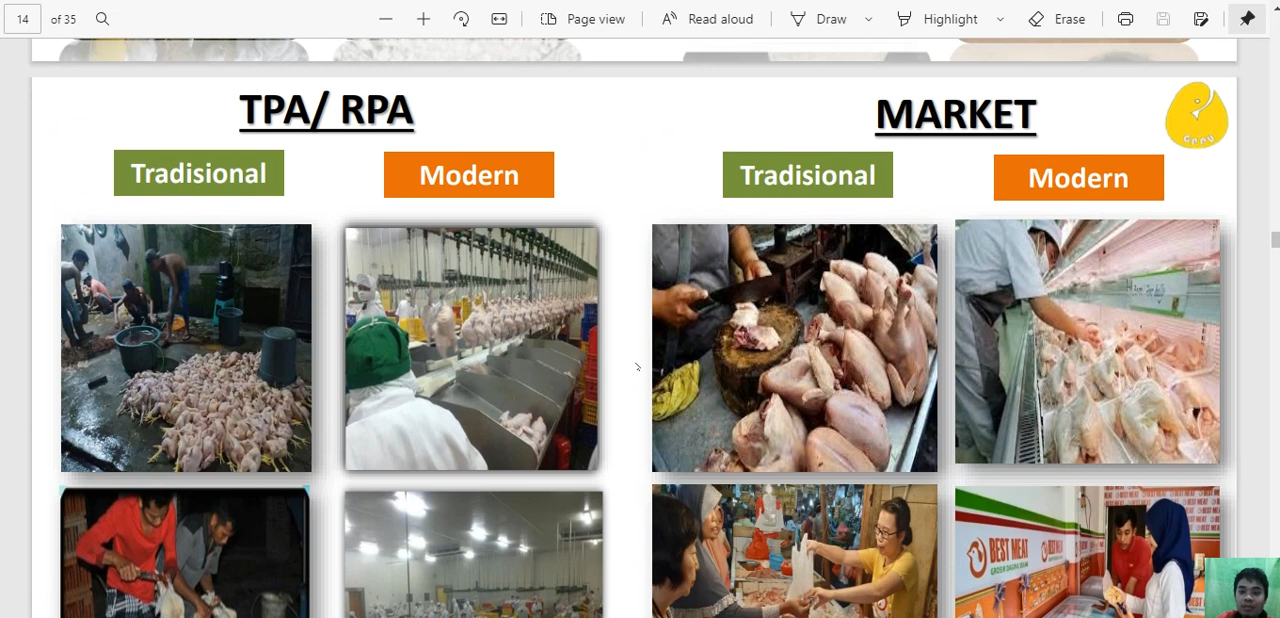 14 of 35 Page view Read aloud Draw Highlight Erase
TPA/ RPA
MARKET
Geev
Tradisional
Modern
Tradisional
Modern
BEST MEAT
BEST MEAT